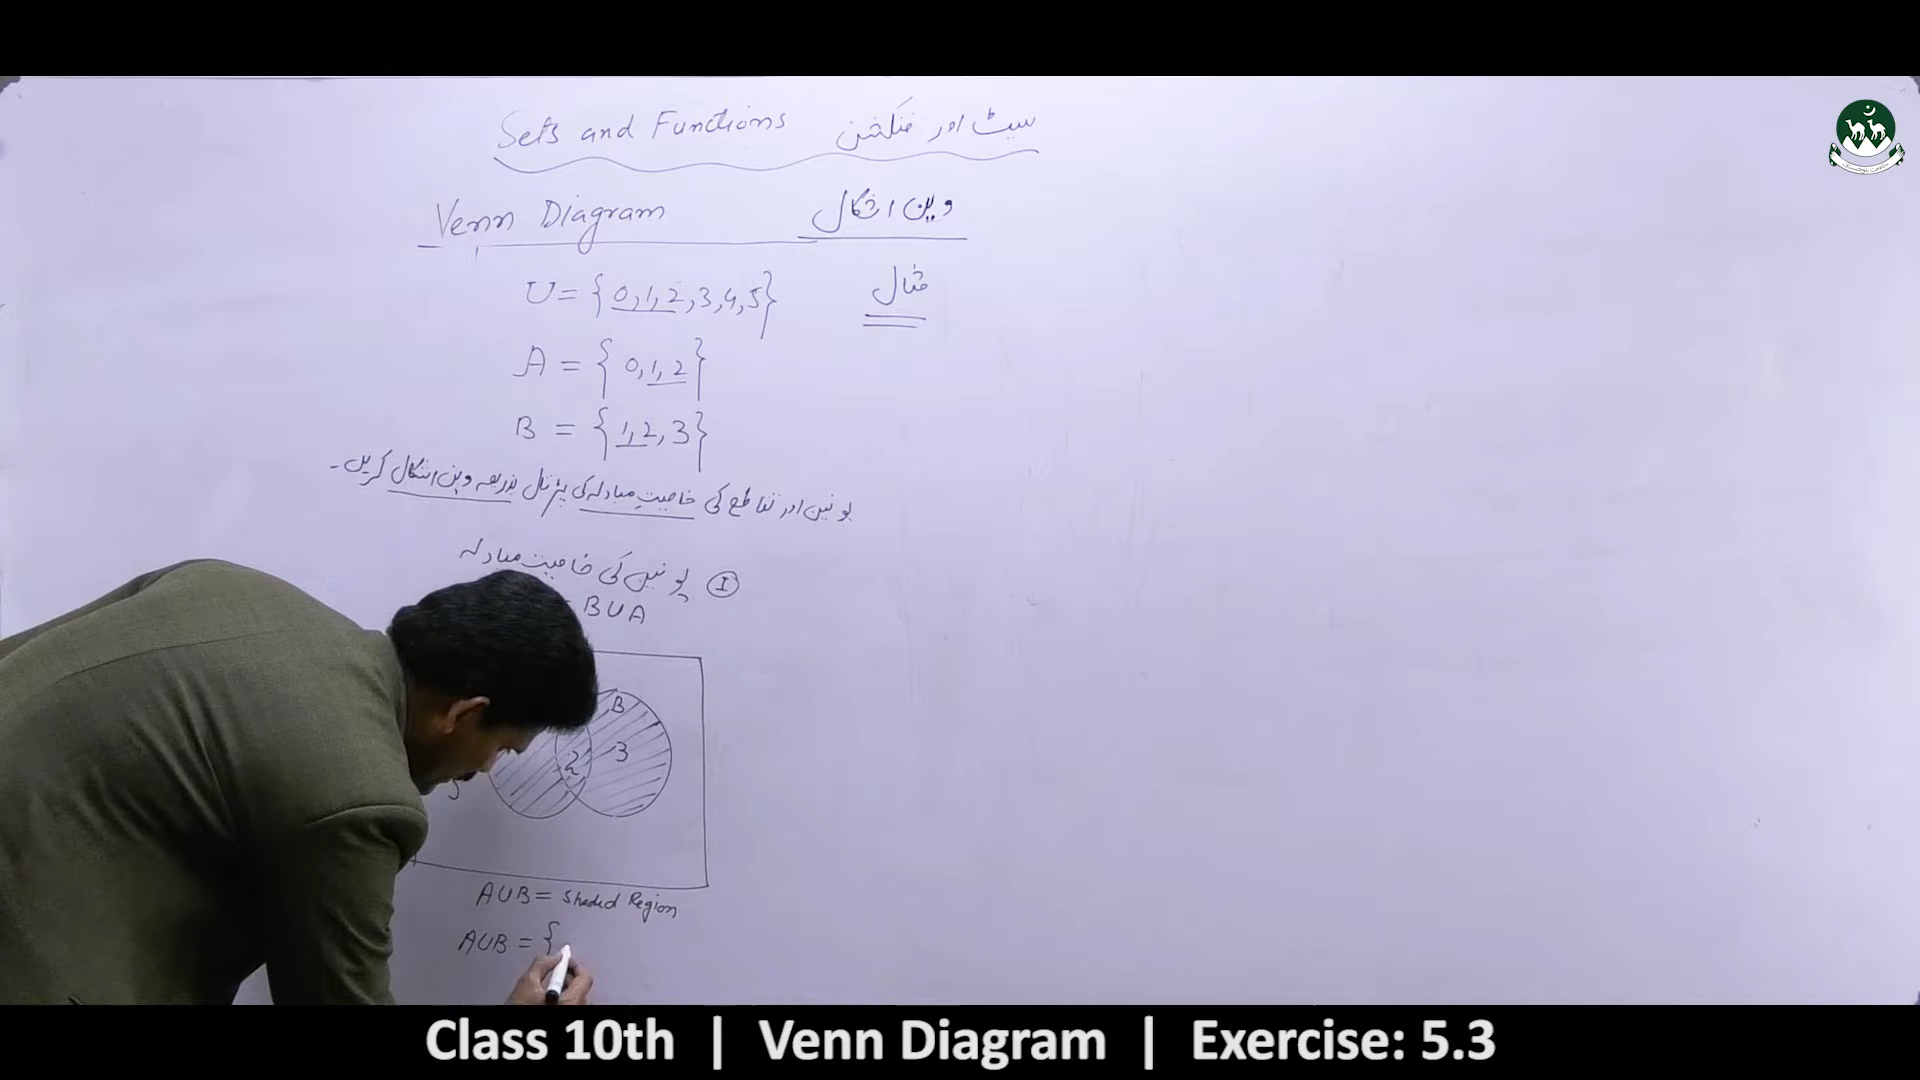 Sets and Functions سیٹ اور فنکشن
Venn Diagram وین اشکال
U = {0,1,2,3,4,5} مثال
A = {0,1,2}
B = {1,2,3}
یونین اور تقاطع کی خاصیتِ مبادلہ کی پڑتال بذریعہ وین اشکال کریں۔
I یونین کی خاصیت مبادلہ
B U A
B
2 3
AUB = Shaded Region
AUB = {
Class 10th | Venn Diagram | Exercise: 5.3